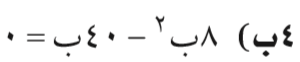 ٤ب) ٨ب٢ − ٤٠ب = ٠